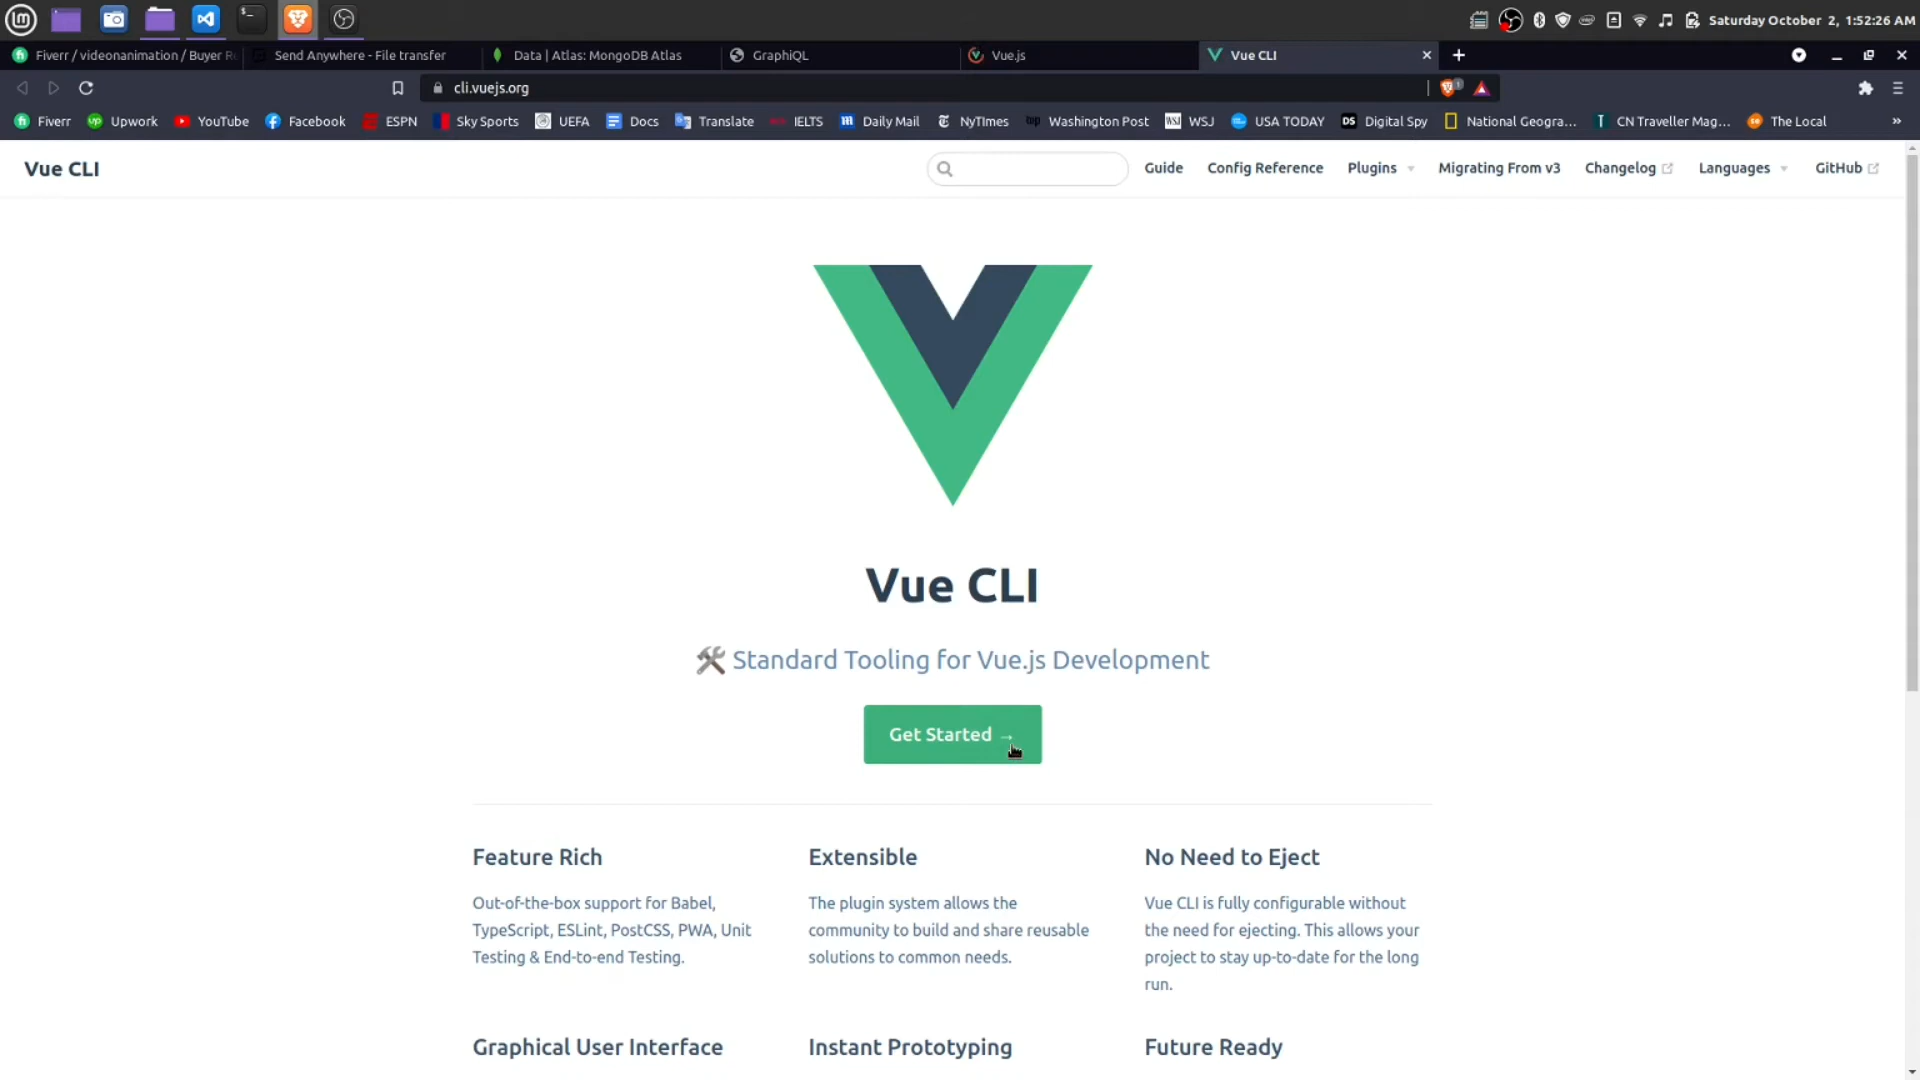 Saturday October 2, 1:52:26 AM
Fiverr / videonanimation / Buyer R
Send Anywhere - File transfer
Data | Atlas: MongoDB Atlas
GraphiQL
Vue.js
Vue CLI
cli.vuejs.org
Fiverr
Upwork
YouTube
Facebook
ESPN
Sky Sports
UEFA
Docs
Translate
IELTS
Daily Mail
NyTImes
Washington Post
WSJ
USA TODAY
Digital Spy
National Geogra...
CN Traveller Mag...
The Local
»
Vue CLI
Guide
Config Reference
Plugins
Migrating From v3
Changelog
Languages
GitHub
Vue CLI
🛠️ Standard Tooling for Vue.js Development
Get Started →
Feature Rich
Out-of-the-box support for Babel,
TypeScript, ESLint, PostCSS, PWA, Unit
Testing & End-to-end Testing.
Extensible
The plugin system allows the
community to build and share reusable
solutions to common needs.
No Need to Eject
Vue CLI is fully configurable without
the need for ejecting. This allows your
project to stay up-to-date for the long
run.
Graphical User Interface
Instant Prototyping
Future Ready